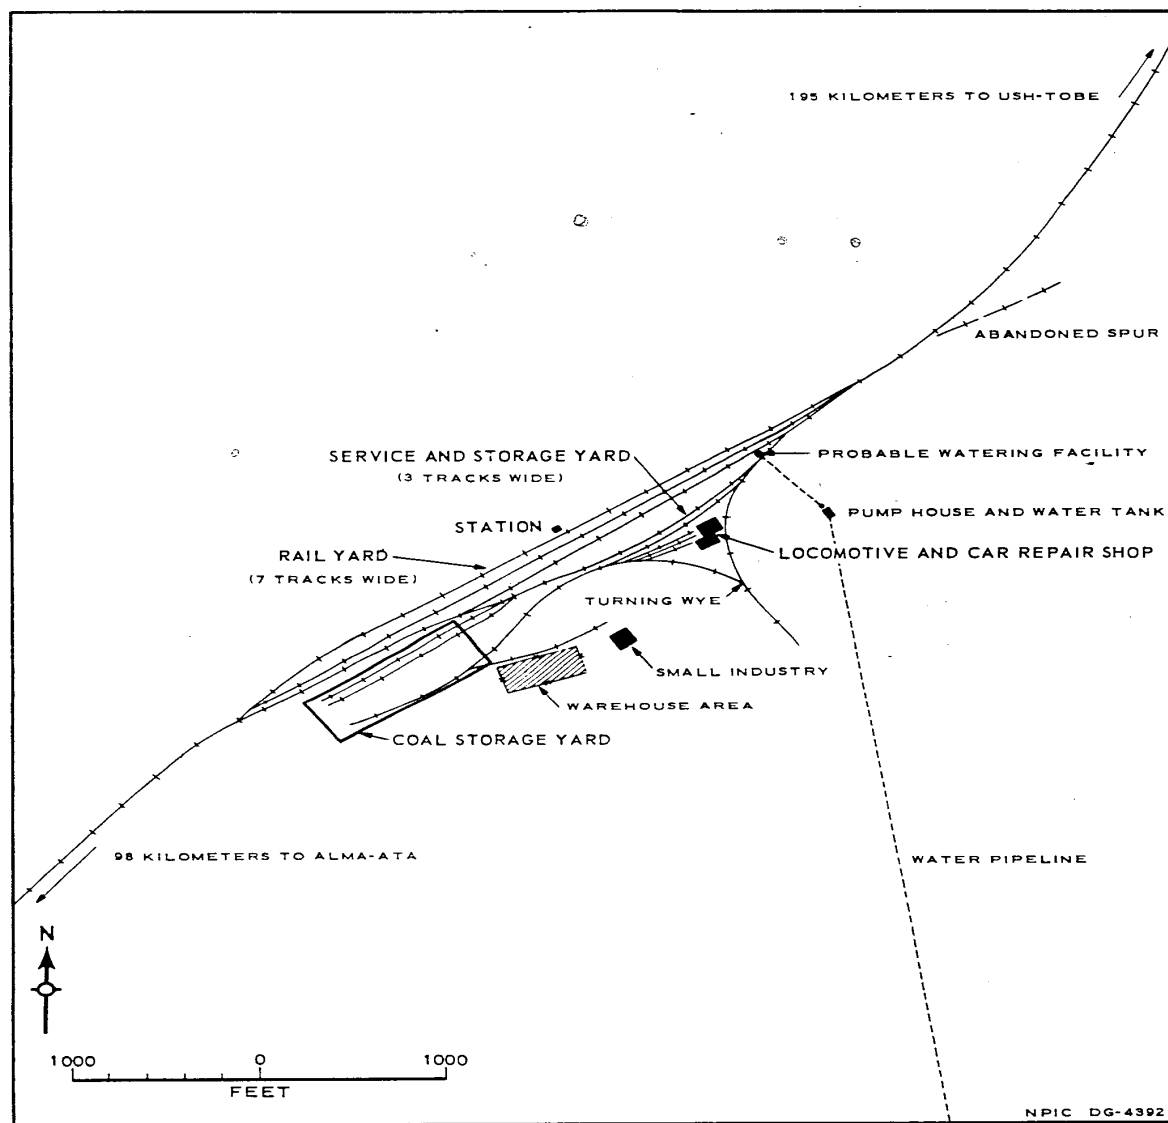 195 KILOMETERS TO USH-TOBE
ABANDONED SPUR
SERVICE AND STORAGE YARD
(3 TRACKS WIDE)
PROBABLE WATERING FACILITY
STATION
PUMP HOUSE AND WATER TANK
RAIL YARD
(7 TRACKS WIDE)
LOCOMOTIVE AND CAR REPAIR SHOP
TURNING WYE
SMALL INDUSTRY
WAREHOUSE AREA
COAL STORAGE YARD
98 KILOMETERS TO ALMA-ATA
WATER PIPELINE
N
1000 0 1000
FEET
NPIC DG-4392